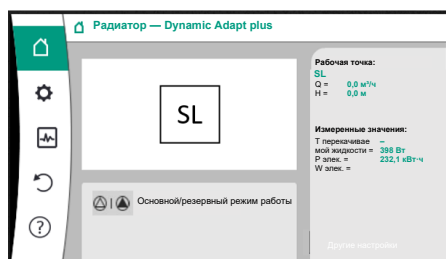 Радиатор — Dynamic Adapt plus
SL
Основной/резервный режим работы
Рабочая точка:
SL
Q = 0,0 м³/ч
H = 0,0 м
Измеренные значения:
T перекачивае –
мой жидкости = 398 Вт
P элек. = 232,1 кВт·ч
W элек. =
Другие настройки